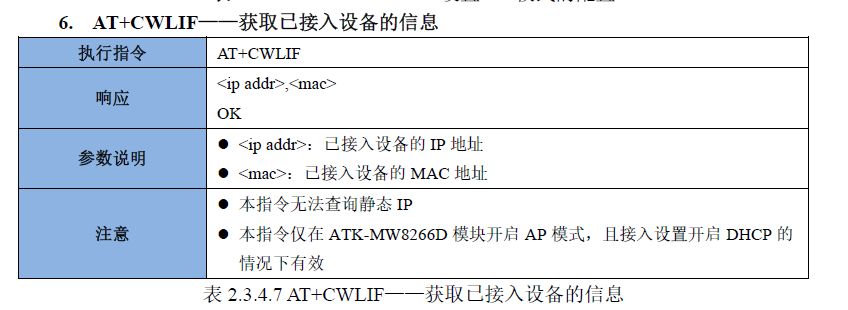 6. AT+CWLIF——获取已接入设备的信息
执行指令 AT+CWLIF
响应
<ip addr>,<mac>
OK
参数说明
● <ip addr>：已接入设备的 IP 地址
● <mac>：已接入设备的 MAC 地址
注意
● 本指令无法查询静态 IP
● 本指令仅在 ATK-MW8266D 模块开启 AP 模式，且接入设置开启 DHCP 的
情况下有效
表 2.3.4.7 AT+CWLIF——获取已接入设备的信息